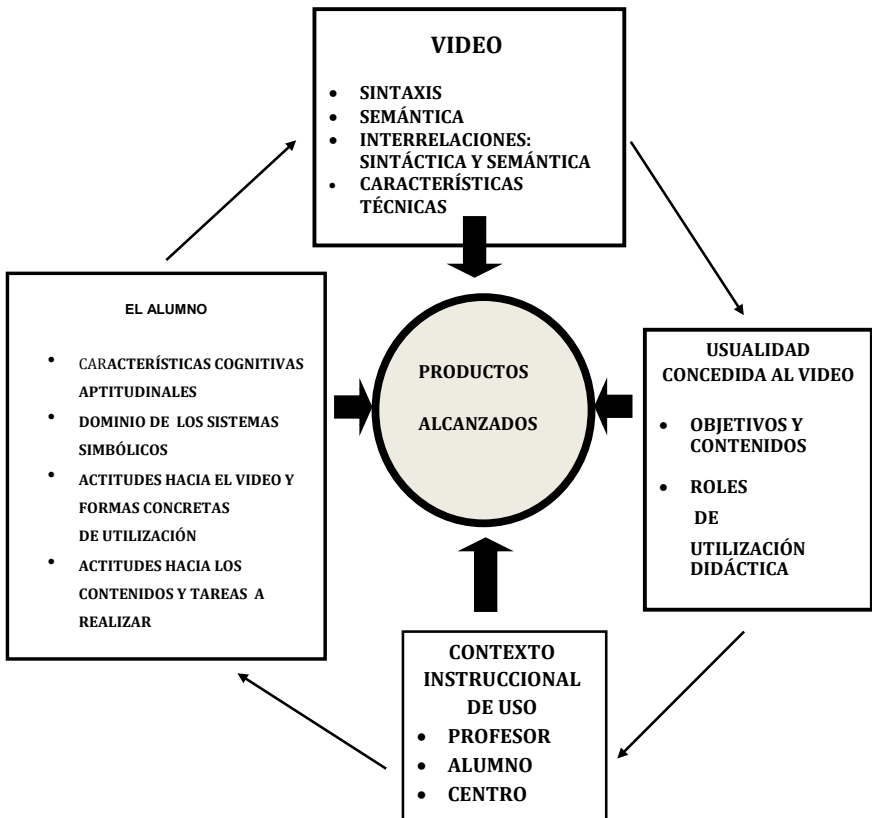 VIDEO
• SINTAXIS
• SEMÁNTICA
• INTERRELACIONES:
SINTÁCTICA Y SEMÁNTICA
• CARACTERÍSTICAS
TÉCNICAS
EL ALUMNO
• CARACTERÍSTICAS COGNITIVAS
APTITUDINALES
• DOMINIO DE LOS SISTEMAS
SIMBÓLICOS
• ACTITUDES HACIA EL VIDEO Y
FORMAS CONCRETAS
DE UTILIZACIÓN
• ACTITUDES HACIA LOS
CONTENIDOS Y TAREAS A
REALIZAR
PRODUCTOS
ALCANZADOS
USUALIDAD
CONCEDIDA AL VIDEO
• OBJETIVOS Y
CONTENIDOS
• ROLES
DE
UTILIZACIÓN
DIDÁCTICA
CONTEXTO
INSTRUCCIONAL
DE USO
• PROFESOR
• ALUMNO
• CENTRO